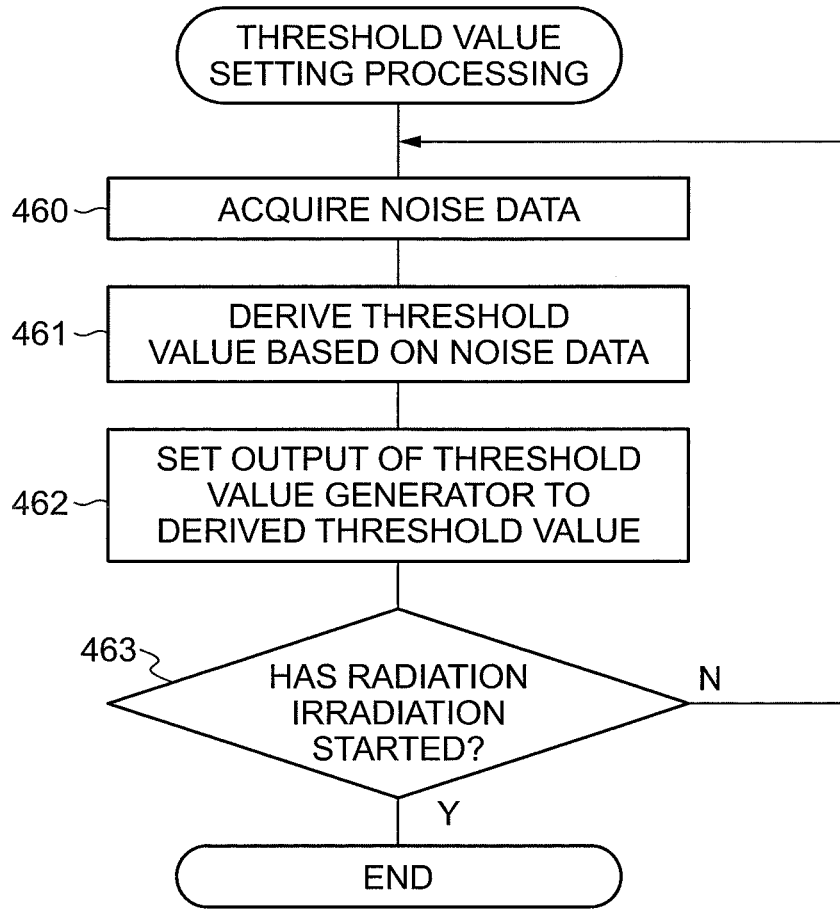 THRESHOLD VALUE
SETTING PROCESSING
460
ACQUIRE NOISE DATA
461
DERIVE THRESHOLD
VALUE BASED ON NOISE DATA
462
SET OUTPUT OF THRESHOLD
VALUE GENERATOR TO
DERIVED THRESHOLD VALUE
463
HAS RADIATION
IRRADIATION
STARTED?
N
Y
END